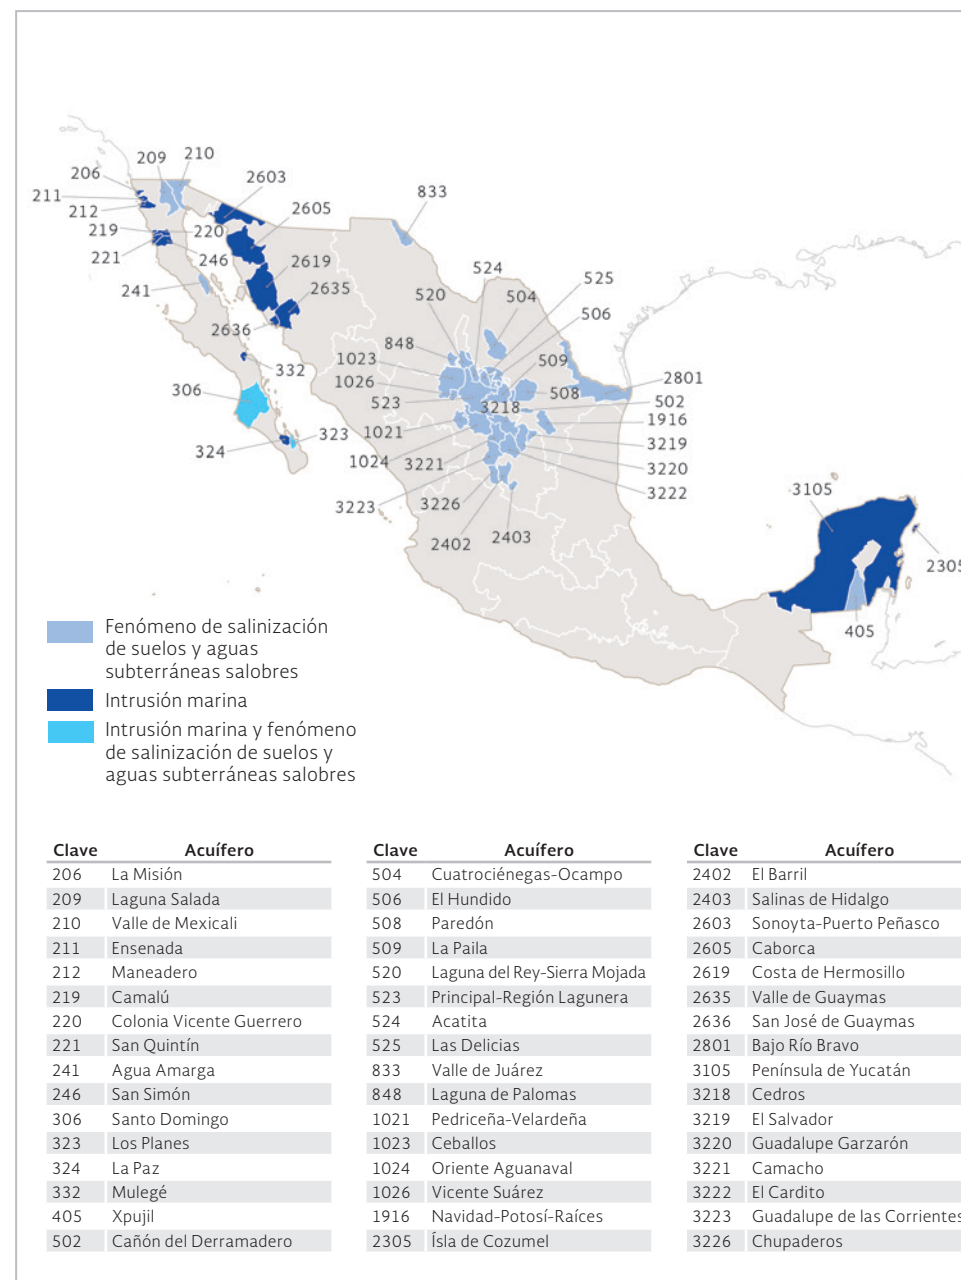 209 210
206
2603
833
211
212
2605
219
220
221
246
2619
524
525
241
2635
520
504
506
2636
848
509
332
1023
1026
2801
306
508
502
523
3218
1916
1021
323
3219
324
1024
3221
3220
3222
3223
3226
3105
2402
2403
2305
405
Fenómeno de salinización
de suelos y aguas
subterráneas salobres
Intrusión marina
Intrusión marina y fenómeno
de salinización de suelos y
aguas subterráneas salobres
Clave Acuífero
206 La Misión
209 Laguna Salada
210 Valle de Mexicali
211 Ensenada
212 Maneadero
219 Camalú
220 Colonia Vicente Guerrero
221 San Quintín
241 Agua Amarga
246 San Simón
306 Santo Domingo
323 Los Planes
324 La Paz
332 Mulegé
405 Xpujil
502 Cañón del Derramadero
Clave Acuífero
504 Cuatrociénegas-Ocampo
506 El Hundido
508 Paredón
509 La Paila
520 Laguna del Rey-Sierra Mojada
523 Principal-Región Lagunera
524 Acatita
525 Las Delicias
833 Valle de Juárez
848 Laguna de Palomas
1021 Pedriceña-Velardeña
1023 Ceballos
1024 Oriente Aguanaval
1026 Vicente Suárez
1916 Navidad-Potosí-Raíces
2305 Ísla de Cozumel
Clave Acuífero
2402 El Barril
2403 Salinas de Hidalgo
2603 Sonoyta-Puerto Peñasco
2605 Caborca
2619 Costa de Hermosillo
2635 Valle de Guaymas
2636 San José de Guaymas
2801 Bajo Río Bravo
3105 Península de Yucatán
3218 Cedros
3219 El Salvador
3220 Guadalupe Garzarón
3221 Camacho
3222 El Cardito
3223 Guadalupe de las Corrientes
3226 Chupaderos